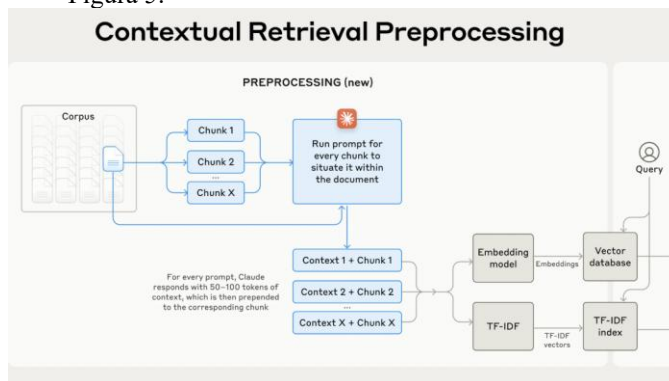 Figura 5.
Contextual Retrieval Preprocessing
PREPROCESSING (new)
Corpus
Chunk 1
Chunk 2
...
Chunk X
Run prompt for
every chunk to
situate it within
the document
Query
For every prompt, Claude
responds with 50–100 tokens of
context, which is then prepended
to the corresponding chunk
Context 1 + Chunk 1
Context 2 + Chunk 2
...
Context X + Chunk X
Embedding
model
Embeddings
Vector
database
TF-IDF
TF-IDF
vectors
TF-IDF
index